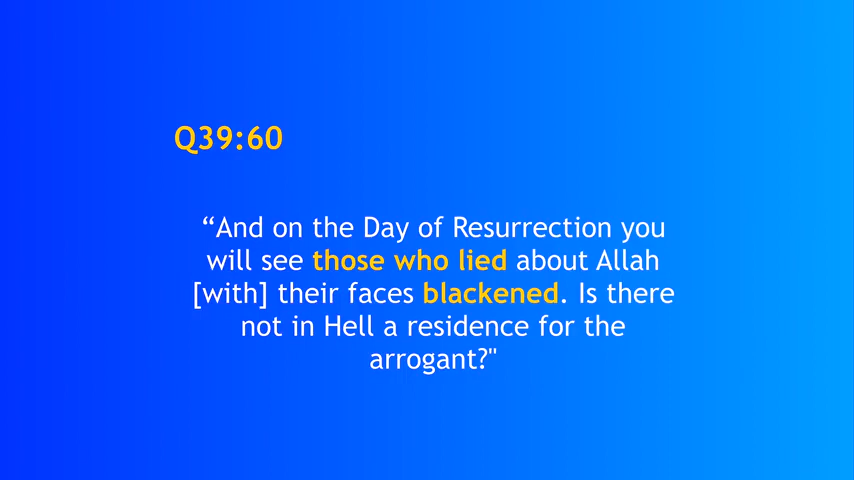 Q39:60
“And on the Day of Resurrection you
will see those who lied about Allah
[with] their faces blackened. Is there
not in Hell a residence for the
arrogant?"